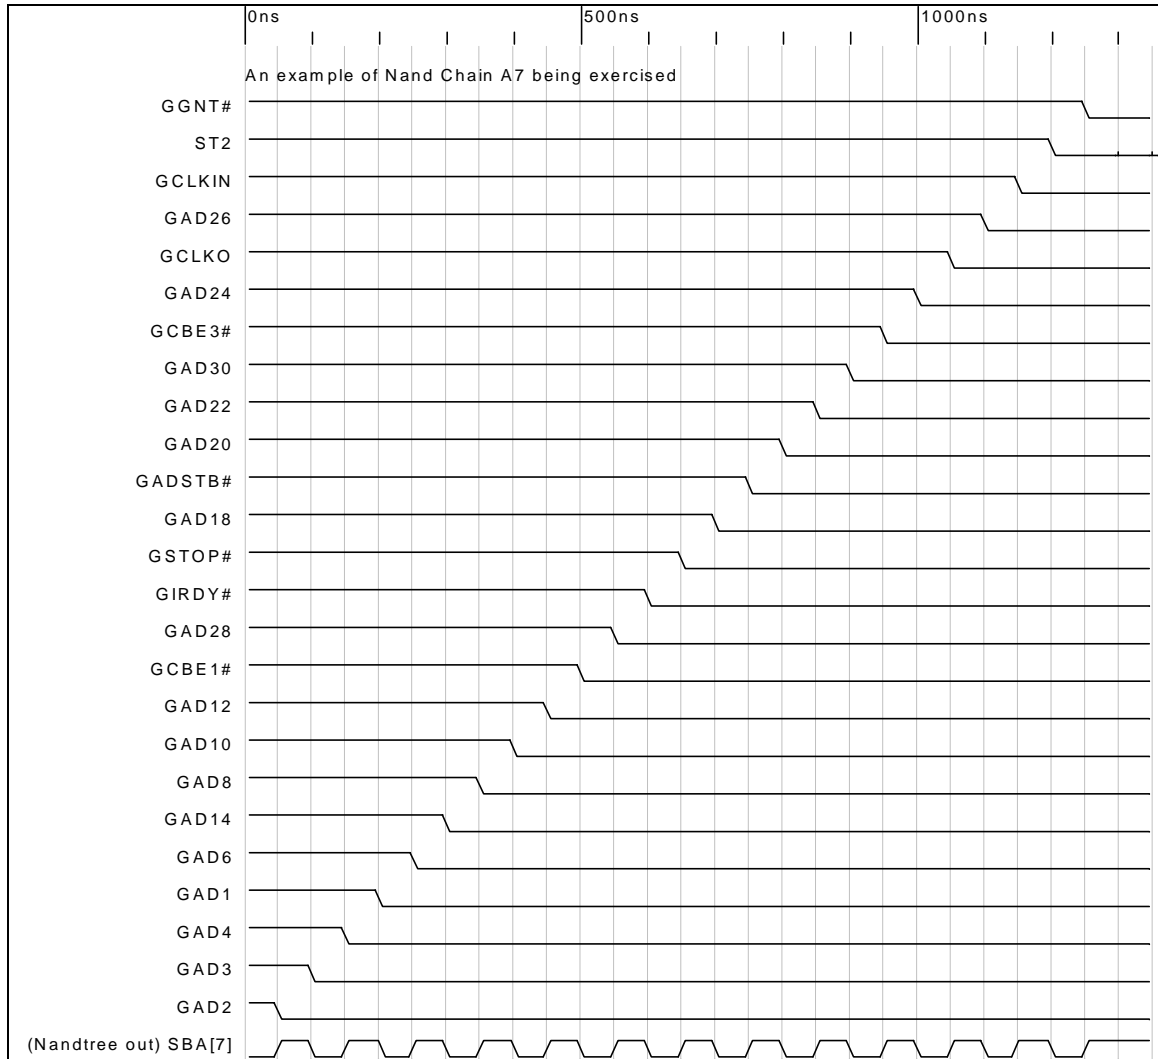 0ns 500ns 1000ns
An example of Nand Chain A7 being exercised
GGNT#
ST2
GCLKIN
GAD26
GCLKO
GAD24
GCBE3#
GAD30
GAD22
GAD20
GADSTB#
GAD18
GSTOP#
GIRDY#
GAD28
GCBE1#
GAD12
GAD10
GAD8
GAD14
GAD6
GAD1
GAD4
GAD3
GAD2
(Nandtree out) SBA[7]